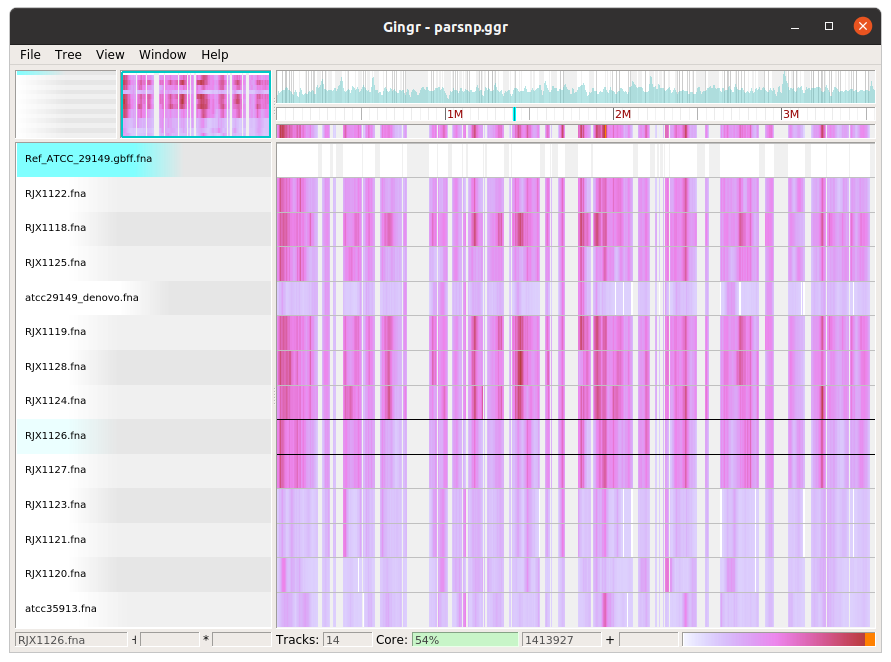 Gingr - parsnp.ggr
File Tree View Window Help
1M 2M 3M
Ref_ATCC_29149.gbff.fna
RJX1122.fna
RJX1118.fna
RJX1125.fna
atcc29149_denovo.fna
RJX1119.fna
RJX1128.fna
RJX1124.fna
RJX1126.fna
RJX1127.fna
RJX1123.fna
RJX1121.fna
RJX1120.fna
atcc35913.fna
RJX1126.fna * Tracks: 14 Core: 54% 1413927 +